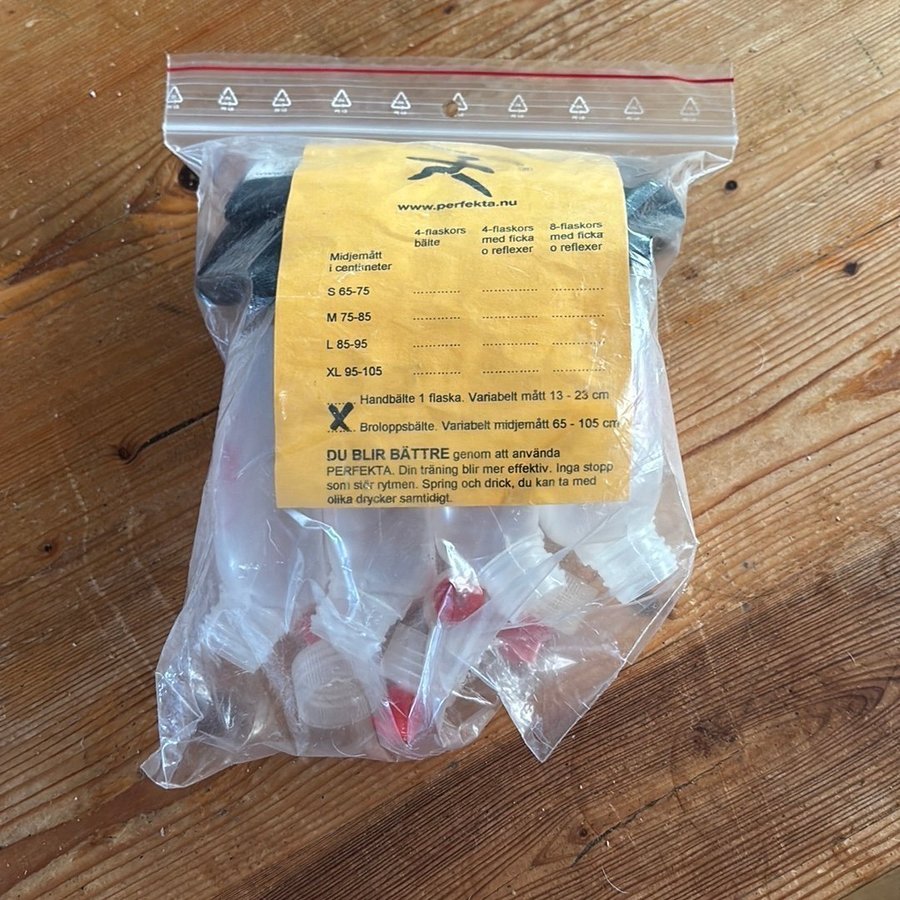 ®
www.perfekta.nu
4-flaskors bälte
4-flaskors med ficka o reflexer
8-flaskors med ficka o reflexer
Midjemått
i centimeter
S 65-75 .............. .............. ..............
M 75-85 .............. .............. ..............
L 85-95 .............. .............. ..............
XL 95-105 .............. .............. ..............
....... Handbälte 1 flaska. Variabelt mått 13 - 23 cm
X Broloppsbälte. Variabelt midjemått 65 - 105 cm
DU BLIR BÄTTRE genom att använda
PERFEKTA. Din träning blir mer effektiv. Inga stopp
som stör rytmen. Spring och drick, du kan ta med
olika drycker samtidigt.